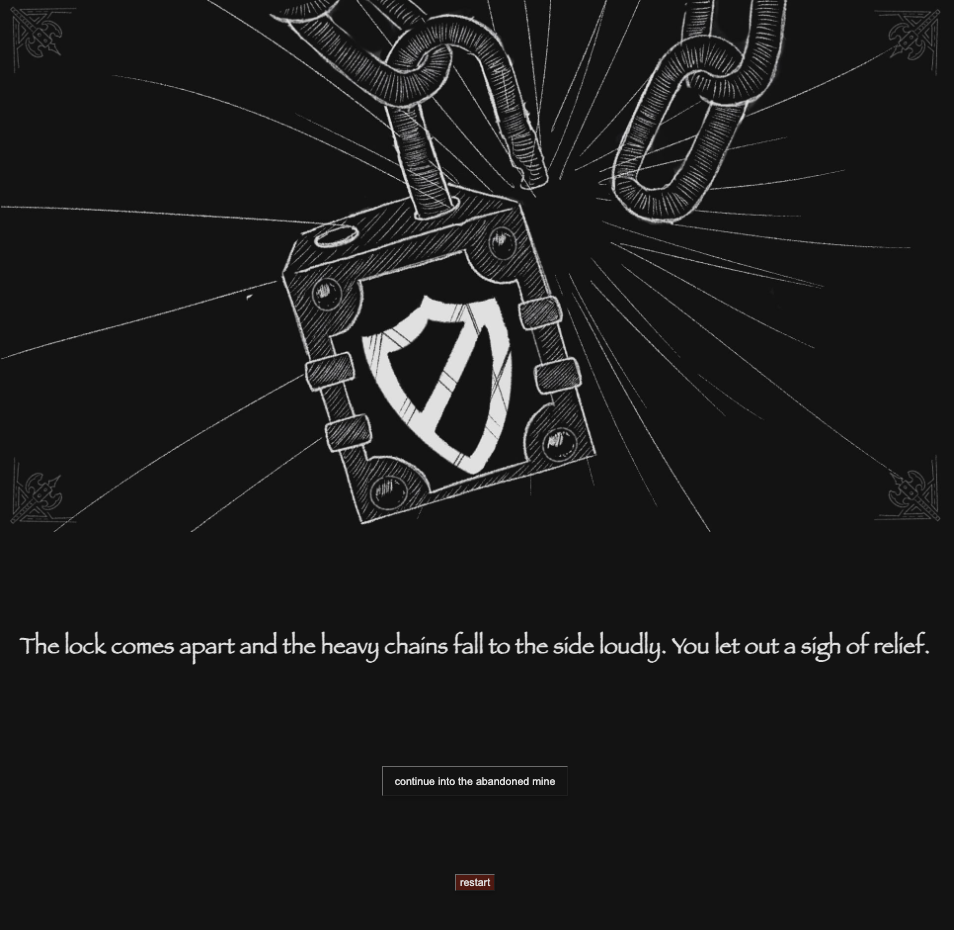 The lock comes apart and the heavy chains fall to the side loudly. You let out a sigh of relief.
continue into the abandoned mine
restart